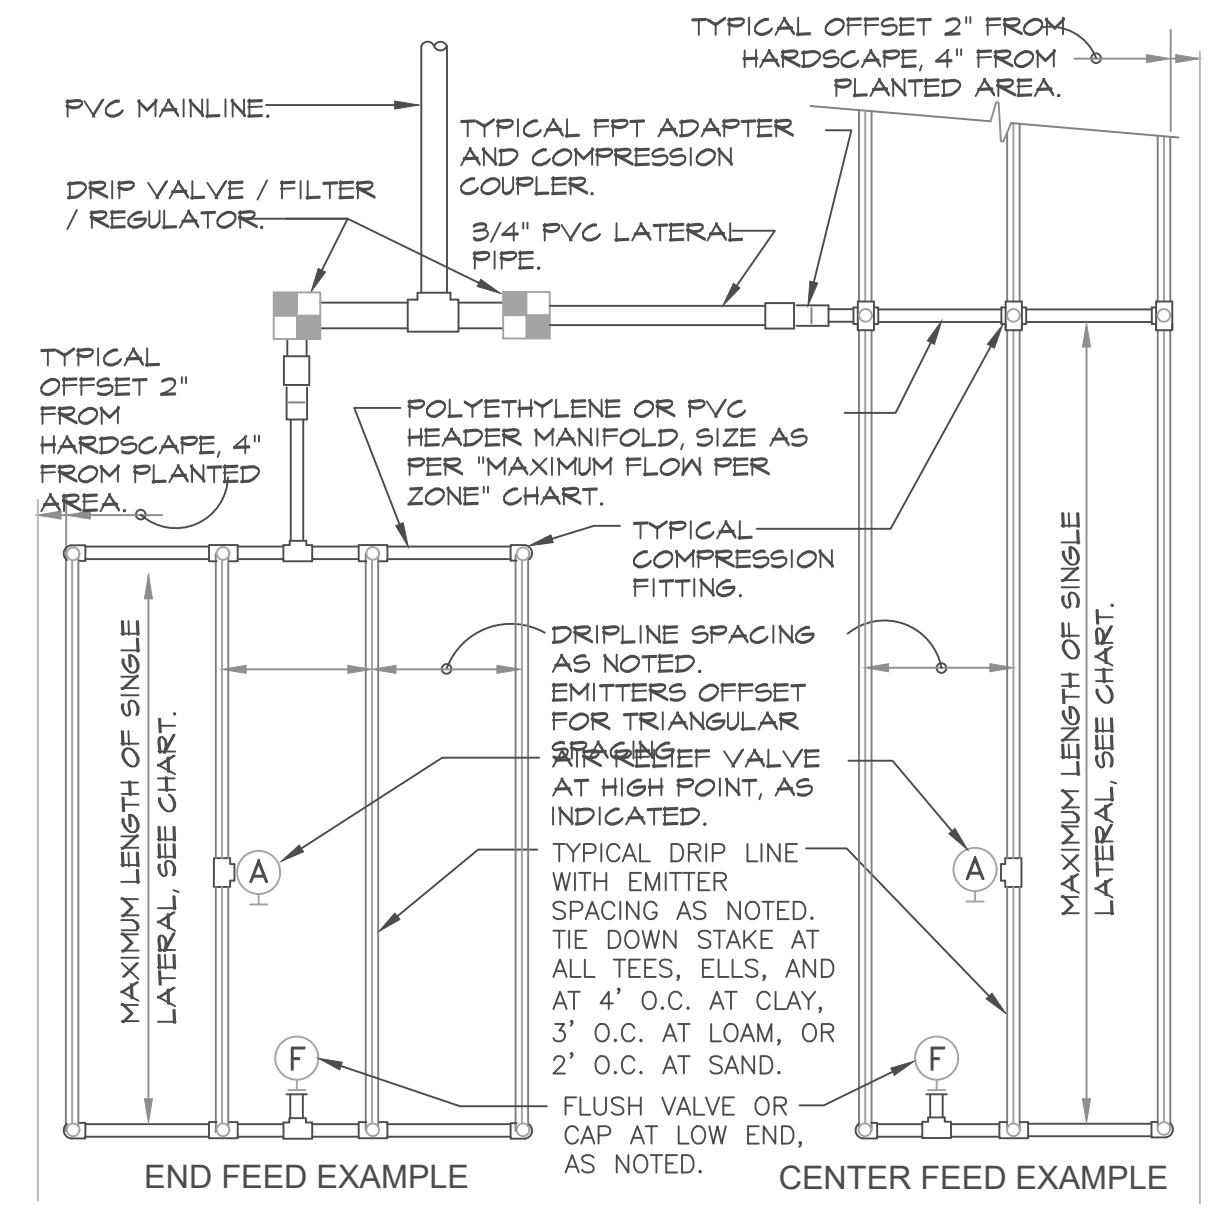 TYPICAL OFFSET 2" FROM
HARDSCAPE, 4" FROM
PLANTED AREA.
PVC MAINLINE.
TYPICAL FPT ADAPTER
AND COMPRESSION
COUPLER.
DRIP VALVE / FILTER
/ REGULATOR.
3/4" PVC LATERAL
PIPE.
TYPICAL
OFFSET 2"
FROM
HARDSCAPE, 4"
FROM PLANTED
AREA.
POLYETHYLENE OR PVC
HEADER MANIFOLD, SIZE AS
PER "MAXIMUM FLOW PER
ZONE" CHART.
TYPICAL
COMPRESSION
FITTING.
MAXIMUM LENGTH OF SINGLE
LATERAL, SEE CHART.
DRIPLINE SPACING
AS NOTED.
EMITTERS OFFSET
FOR TRIANGULAR
SPACING.
AIR RELIEF VALVE
AT HIGH POINT, AS
INDICATED.
MAXIMUM LENGTH OF SINGLE
LATERAL, SEE CHART.
A
A
TYPICAL DRIP LINE
WITH EMITTER
SPACING AS NOTED.
TIE DOWN STAKE AT
ALL TEES, ELLS, AND
AT 4' O.C. AT CLAY,
3' O.C. AT LOAM, OR
2' O.C. AT SAND.
F
F
FLUSH VALVE OR
CAP AT LOW END,
AS NOTED.
END FEED EXAMPLE
CENTER FEED EXAMPLE